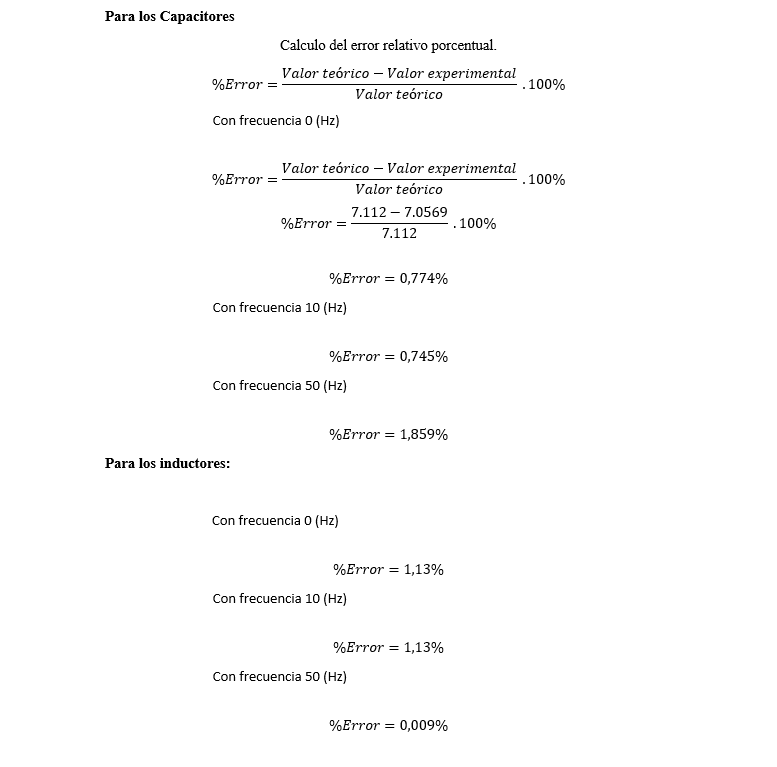 Para los Capacitores
Calculo del error relativo porcentual.
%Error = (Valor teórico − Valor experimental)/(Valor teórico) . 100%
Con frecuencia 0 (Hz)
%Error = (Valor teórico − Valor experimental)/(Valor teórico) . 100%
%Error = (7.112 − 7.0569)/(7.112) . 100%
%Error = 0,774%
Con frecuencia 10 (Hz)
%Error = 0,745%
Con frecuencia 50 (Hz)
%Error = 1,859%
Para los inductores:
Con frecuencia 0 (Hz)
%Error = 1,13%
Con frecuencia 10 (Hz)
%Error = 1,13%
Con frecuencia 50 (Hz)
%Error = 0,009%